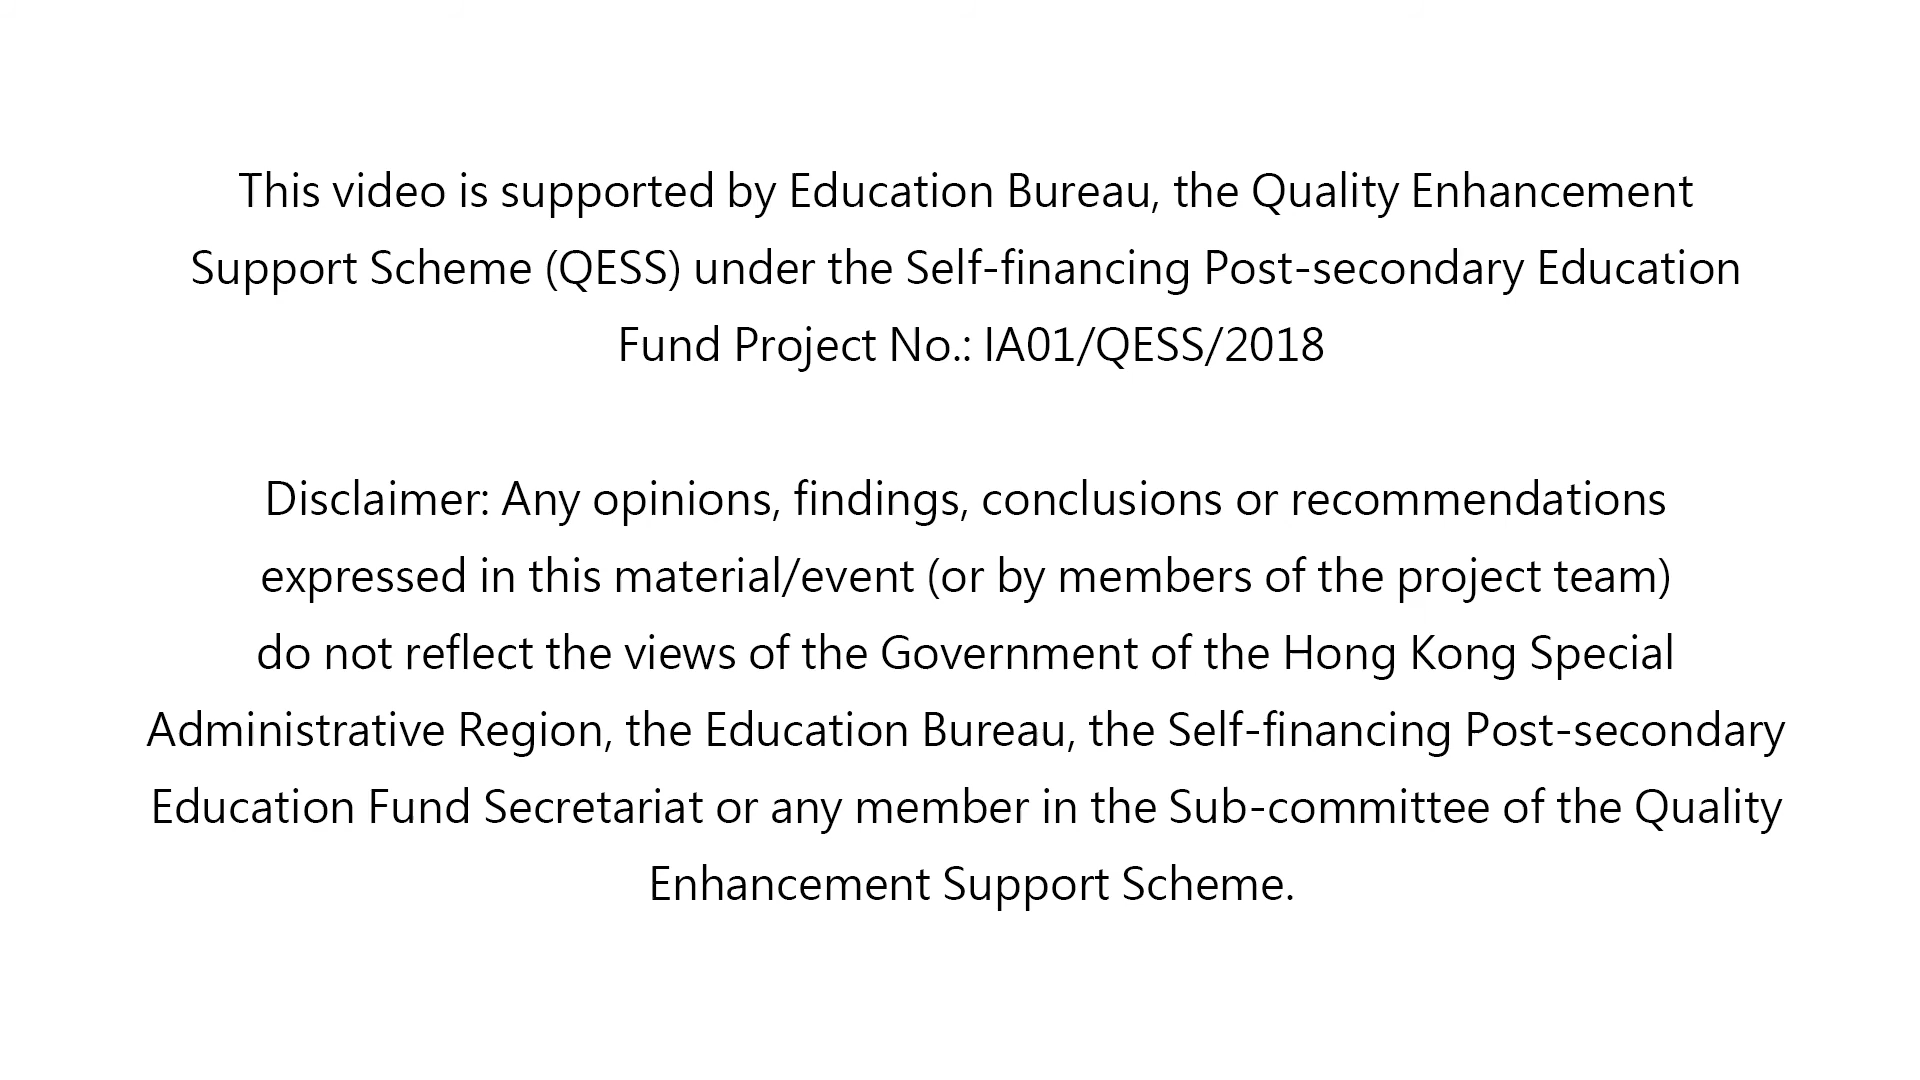 This video is supported by Education Bureau, the Quality Enhancement
Support Scheme (QESS) under the Self-financing Post-secondary Education
Fund Project No.: IA01/QESS/2018
Disclaimer: Any opinions, findings, conclusions or recommendations
expressed in this material/event (or by members of the project team)
do not reflect the views of the Government of the Hong Kong Special
Administrative Region, the Education Bureau, the Self-financing Post-secondary
Education Fund Secretariat or any member in the Sub-committee of the Quality
Enhancement Support Scheme.